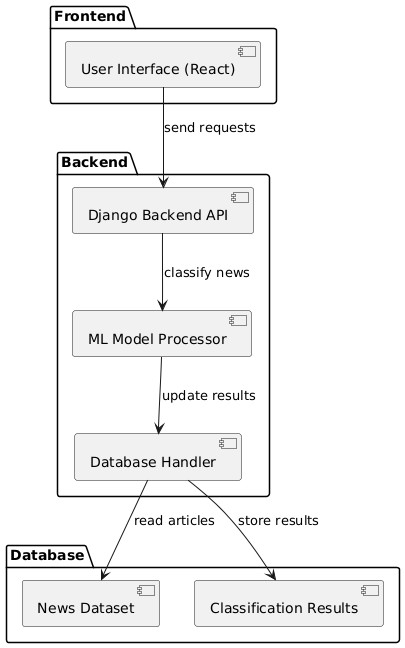 Frontend
User Interface (React)
send requests
Backend
Django Backend API
classify news
ML Model Processor
update results
Database Handler
read articles
store results
Database
News Dataset
Classification Results